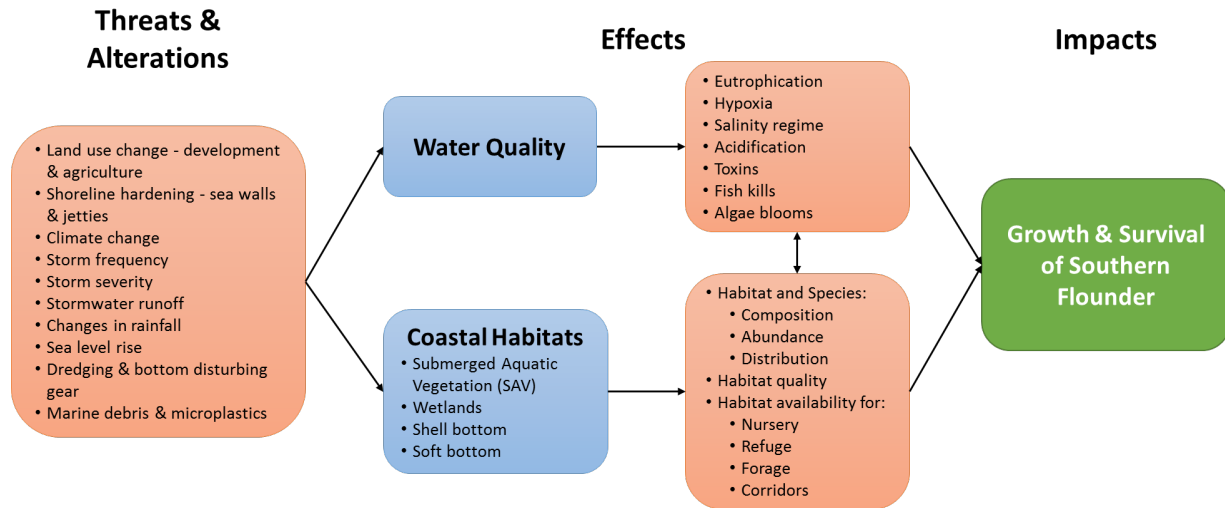 Threats &
Alterations
Effects
Impacts
• Land use change - development
& agriculture
• Shoreline hardening - sea walls
& jetties
• Climate change
• Storm frequency
• Storm severity
• Stormwater runoff
• Changes in rainfall
• Sea level rise
• Dredging & bottom disturbing
gear
• Marine debris & microplastics
Water Quality
Coastal Habitats
• Submerged Aquatic
Vegetation (SAV)
• Wetlands
• Shell bottom
• Soft bottom
• Eutrophication
• Hypoxia
• Salinity regime
• Acidification
• Toxins
• Fish kills
• Algae blooms
• Habitat and Species:
• Composition
• Abundance
• Distribution
• Habitat quality
• Habitat availability for:
• Nursery
• Refuge
• Forage
• Corridors
Growth & Survival
of Southern
Flounder